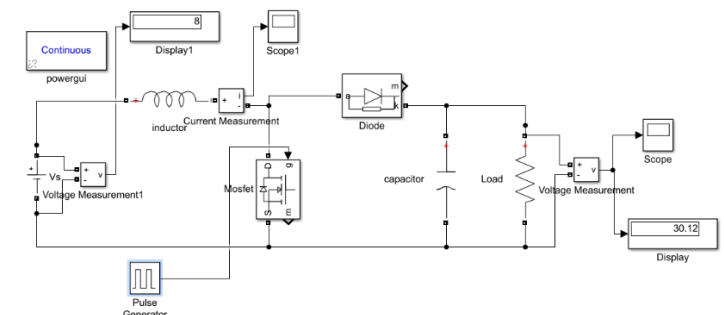 8
Display1
Scope1
Continuous
powergui
inductor
Current Measurement
i
+
-
a
m
k
Diode
+
Vs
+
-
v
Voltage Measurement1
Mosfet
D
g
S
m
capacitor
Load
+
-
v
Voltage Measurement
Scope
30.12
Display
Pulse
Generator